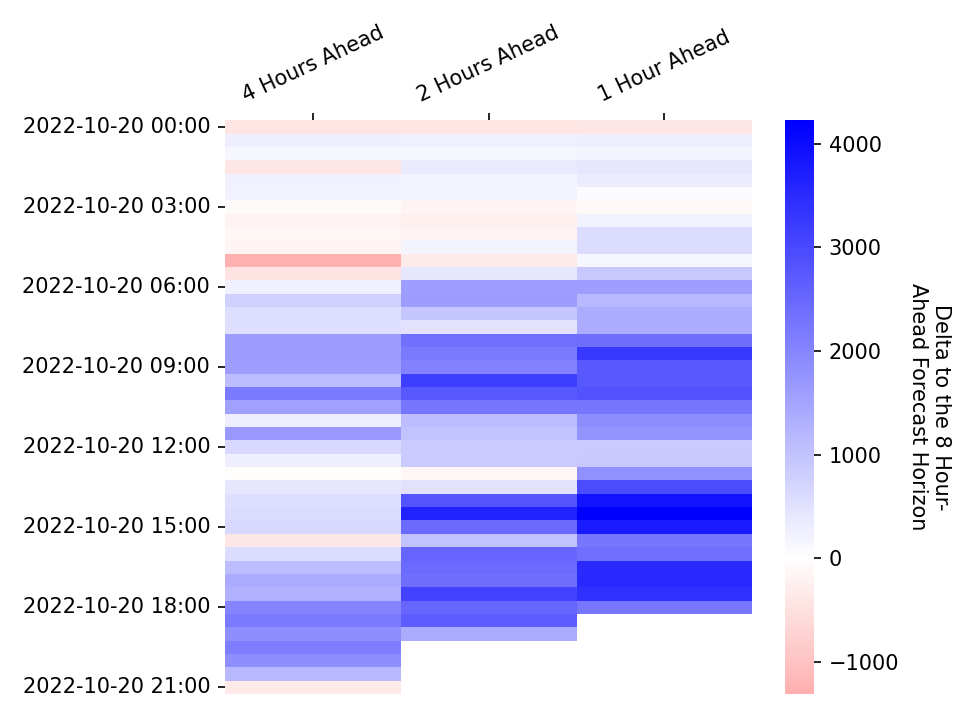 4 Hours Ahead
2 Hours Ahead
1 Hour Ahead
2022-10-20 00:00
2022-10-20 03:00
2022-10-20 06:00
2022-10-20 09:00
2022-10-20 12:00
2022-10-20 15:00
2022-10-20 18:00
2022-10-20 21:00
4000
3000
2000
1000
0
−1000
Delta to the 8 Hour-
Ahead Forecast Horizon